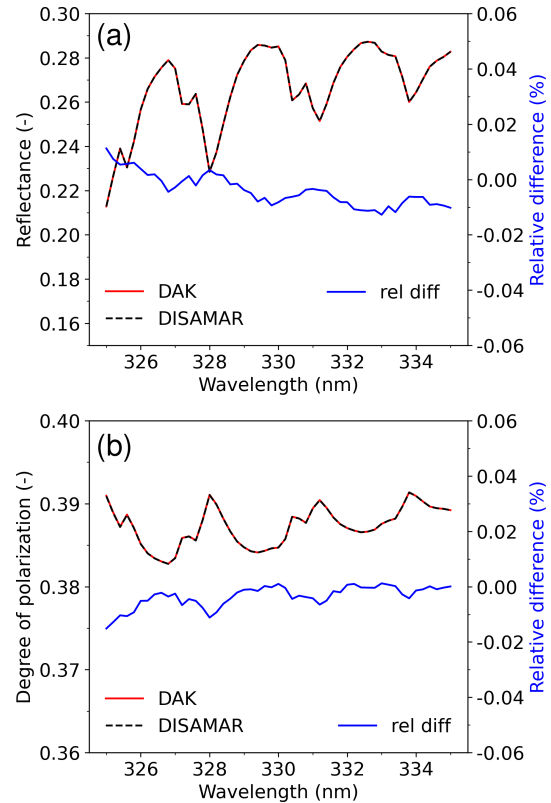 (a)
0.30
0.28
0.26
0.24
0.22
0.20
0.18
0.16
Reflectance (-)
0.06
0.04
0.02
0.00
-0.02
-0.04
-0.06
Relative difference (%)
DAK
DISAMAR
rel diff
326 328 330 332 334
Wavelength (nm)
(b)
0.40
0.39
0.38
0.37
0.36
Degree of polarization (-)
0.06
0.04
0.02
0.00
-0.02
-0.04
-0.06
Relative difference (%)
DAK
DISAMAR
rel diff
326 328 330 332 334
Wavelength (nm)